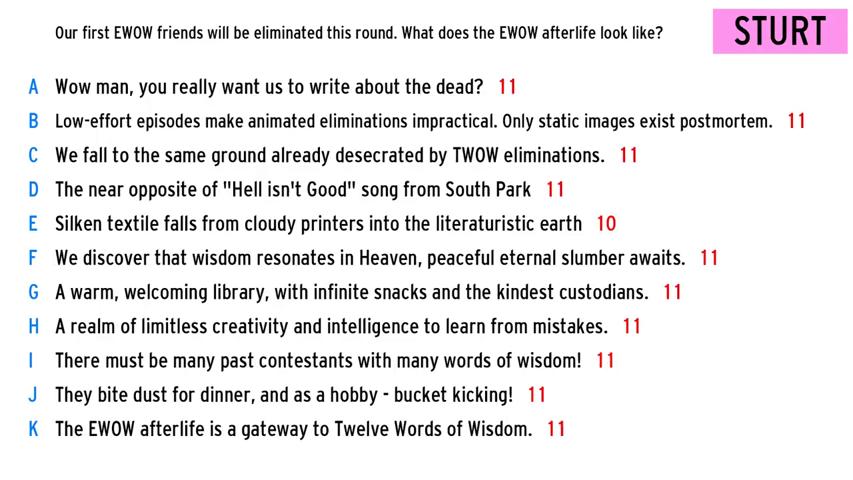 Our first EWOW friends will be eliminated this round. What does the EWOW afterlife look like?
STURT
A Wow man, you really want us to write about the dead? 11
B Low-effort episodes make animated eliminations impractical. Only static images exist postmortem. 11
C We fall to the same ground already desecrated by TWOW eliminations. 11
D The near opposite of "Hell isn't Good" song from South Park 11
E Silken textile falls from cloudy printers into the literaturistic earth 10
F We discover that wisdom resonates in Heaven, peaceful eternal slumber awaits. 11
G A warm, welcoming library, with infinite snacks and the kindest custodians. 11
H A realm of limitless creativity and intelligence to learn from mistakes. 11
I There must be many past contestants with many words of wisdom! 11
J They bite dust for dinner, and as a hobby - bucket kicking! 11
K The EWOW afterlife is a gateway to Twelve Words of Wisdom. 11